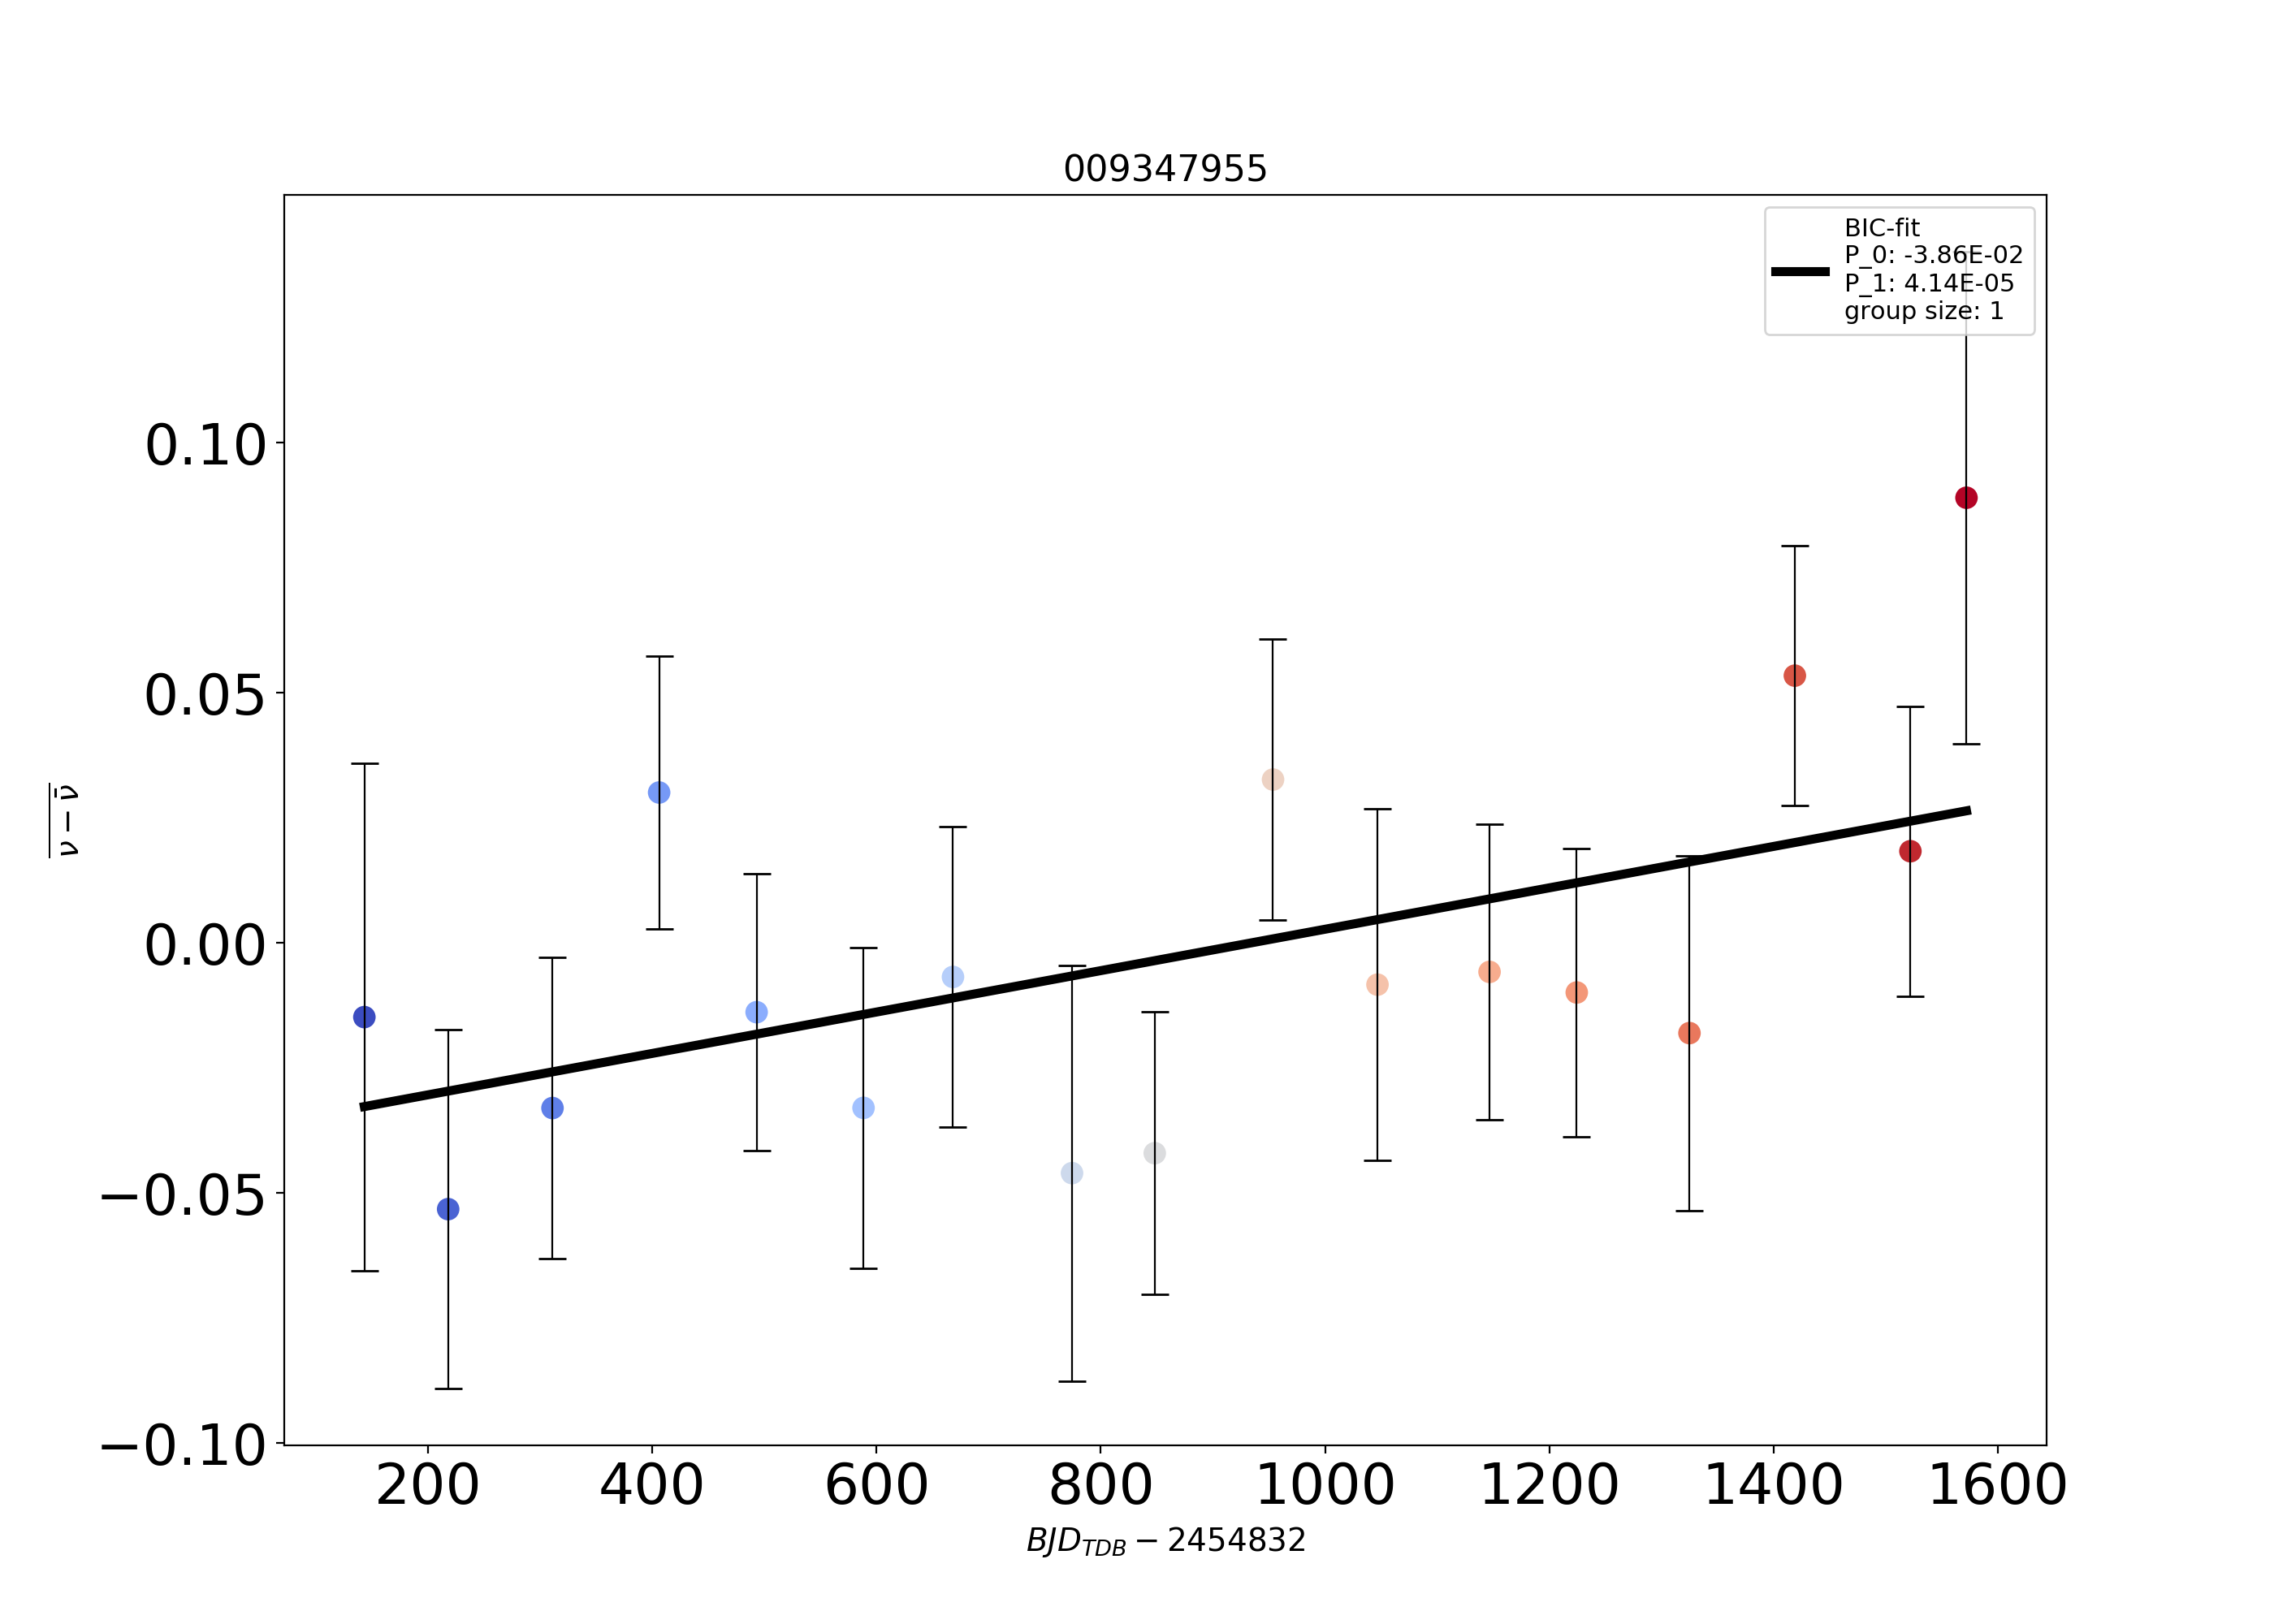 009347955
BIC-fit
P_0: -3.86E-02
P_1: 4.14E-05
group size: 1
0.10
0.05
0.00
−0.05
−0.10
ν − ν̄
200 400 600 800 1000 1200 1400 1600
BJD_TDB − 2454832